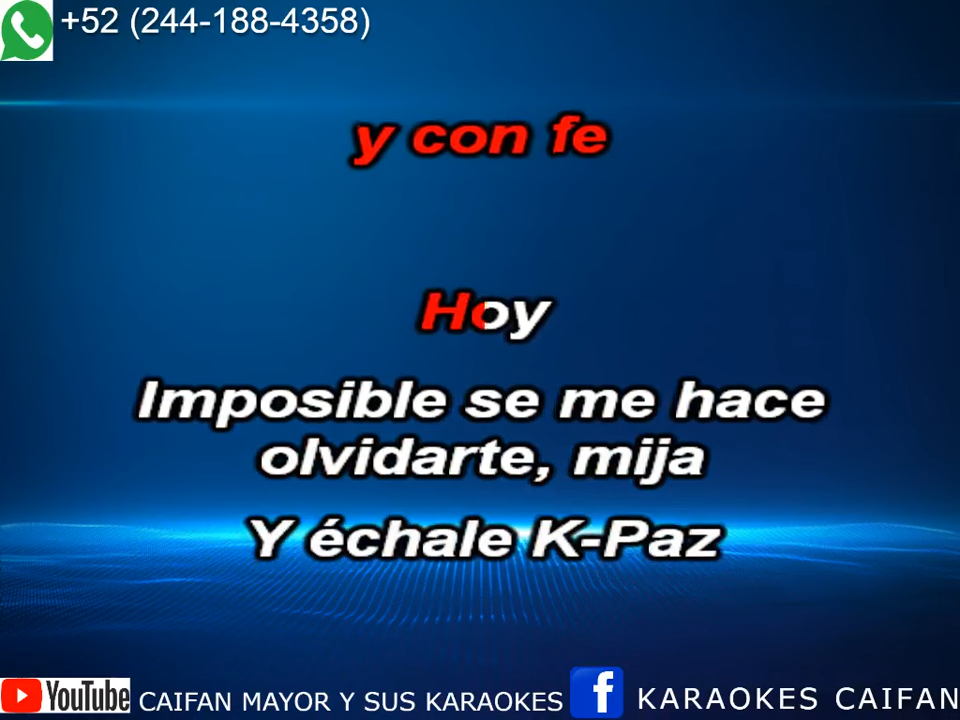 +52 (244-188-4358)
y con fe
Hoy
Imposible se me hace
olvidarte, mija
Y échale K-Paz
YouTube CAIFAN MAYOR Y SUS KARAOKES f KARAOKES CAIFAN